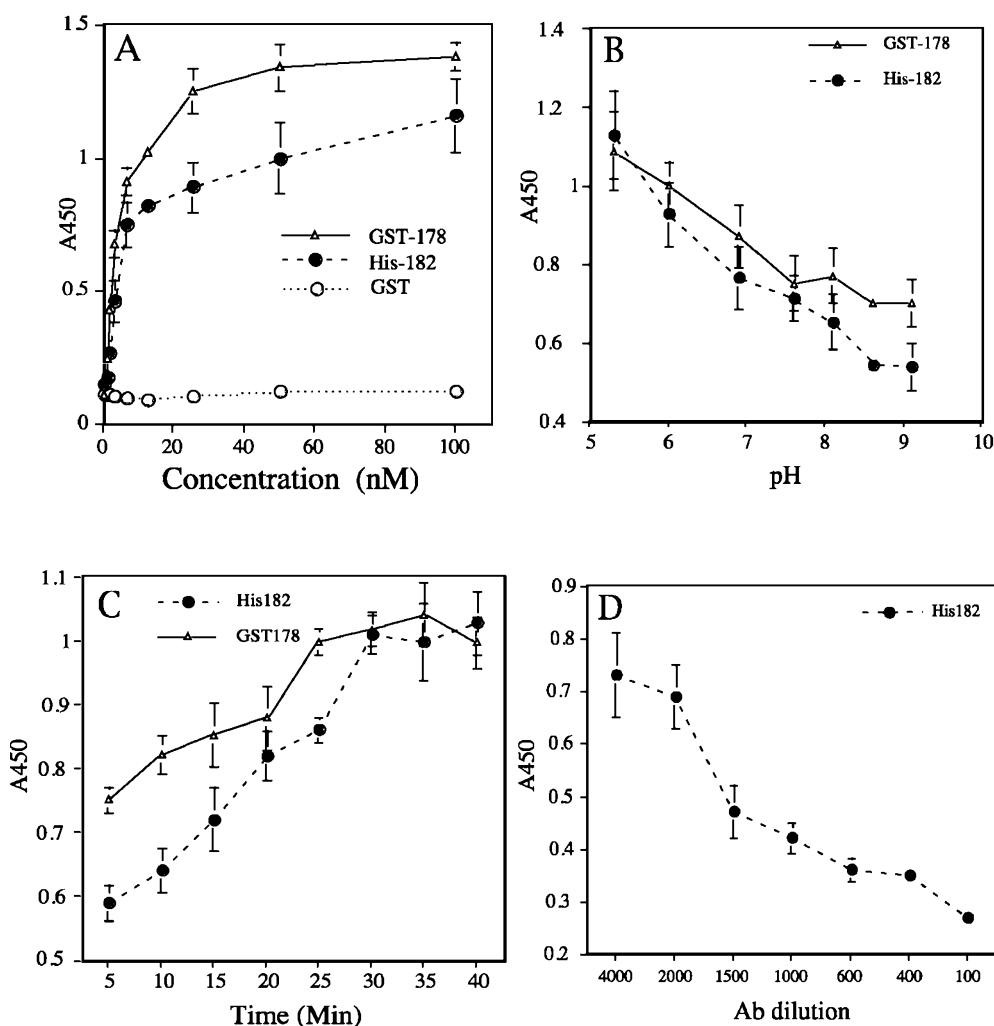 A
1.5
1
0.5
0
A450
GST-178
His-182
GST
0 20 40 60 80 100
Concentration (nM)
B
GST-178
His-182
1.4
1.2
1
0.8
0.6
0.4
A450
5 6 7 8 9 10
pH
C
His182
GST178
1.1
1
0.9
0.8
0.7
0.6
0.5
A450
5 10 15 20 25 30 35 40
Time (Min)
D
His182
0.9
0.8
0.7
0.6
0.5
0.4
0.3
0.2
A450
4000 2000 1500 1000 600 400 100
Ab dilution